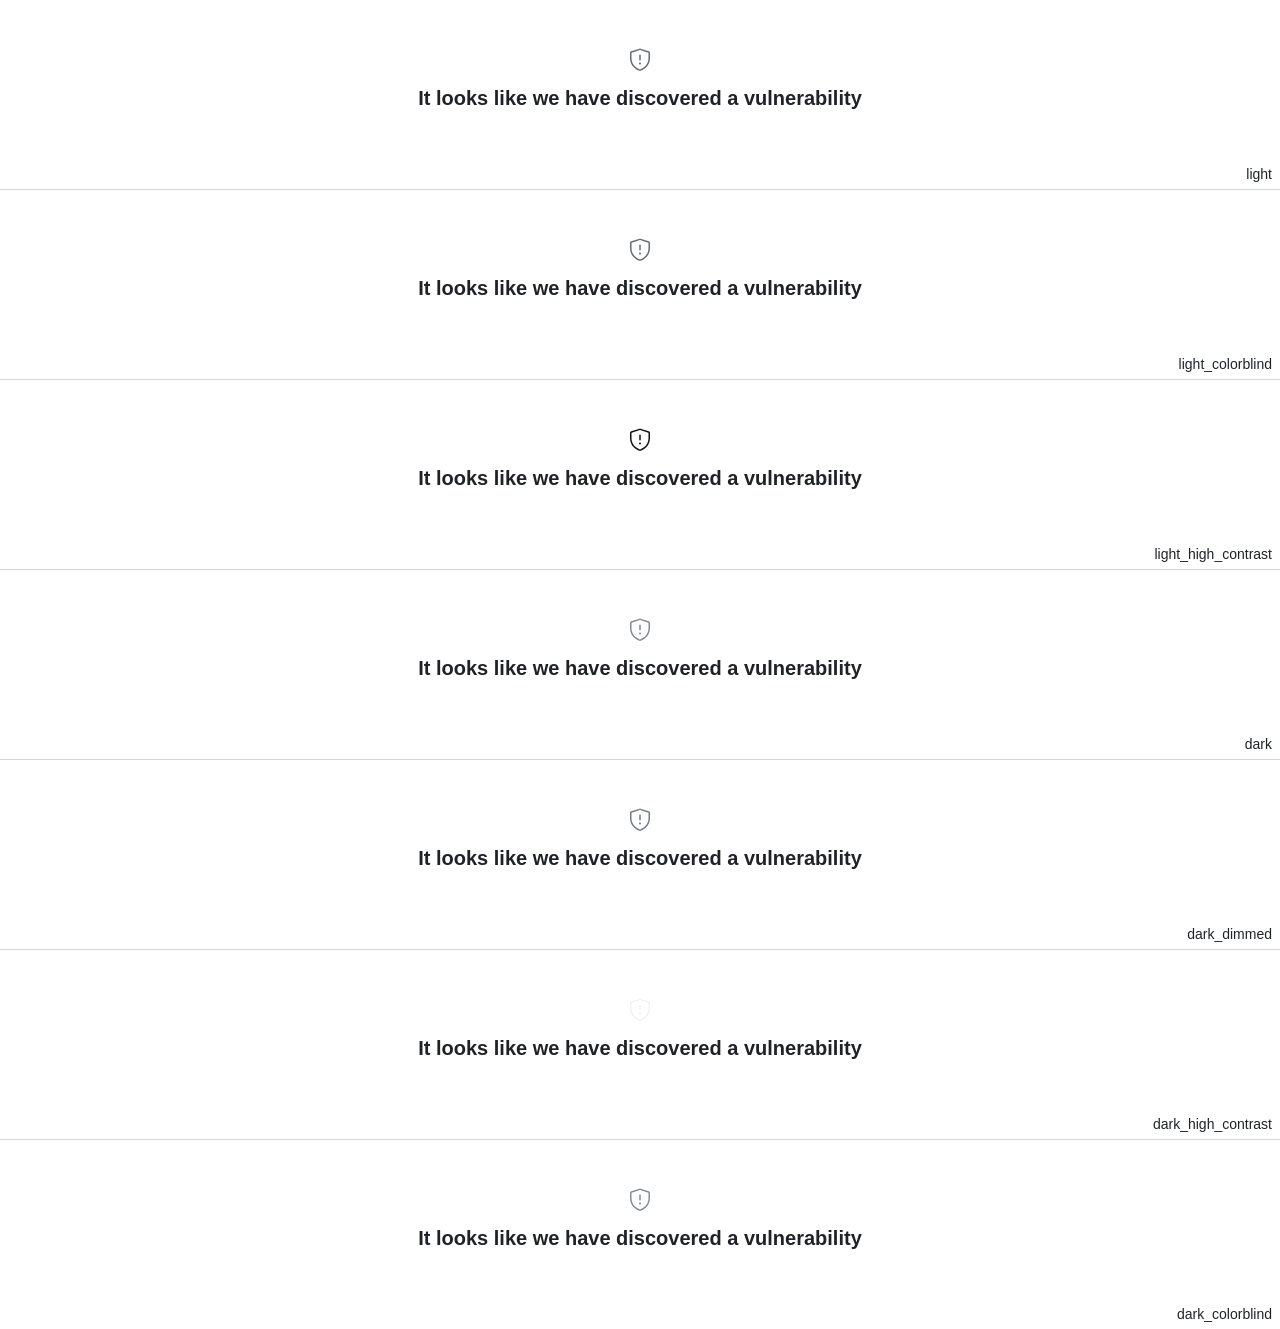 It looks like we have discovered a vulnerability
light
It looks like we have discovered a vulnerability
light_colorblind
It looks like we have discovered a vulnerability
light_high_contrast
It looks like we have discovered a vulnerability
dark
It looks like we have discovered a vulnerability
dark_dimmed
It looks like we have discovered a vulnerability
dark_high_contrast
It looks like we have discovered a vulnerability
dark_colorblind